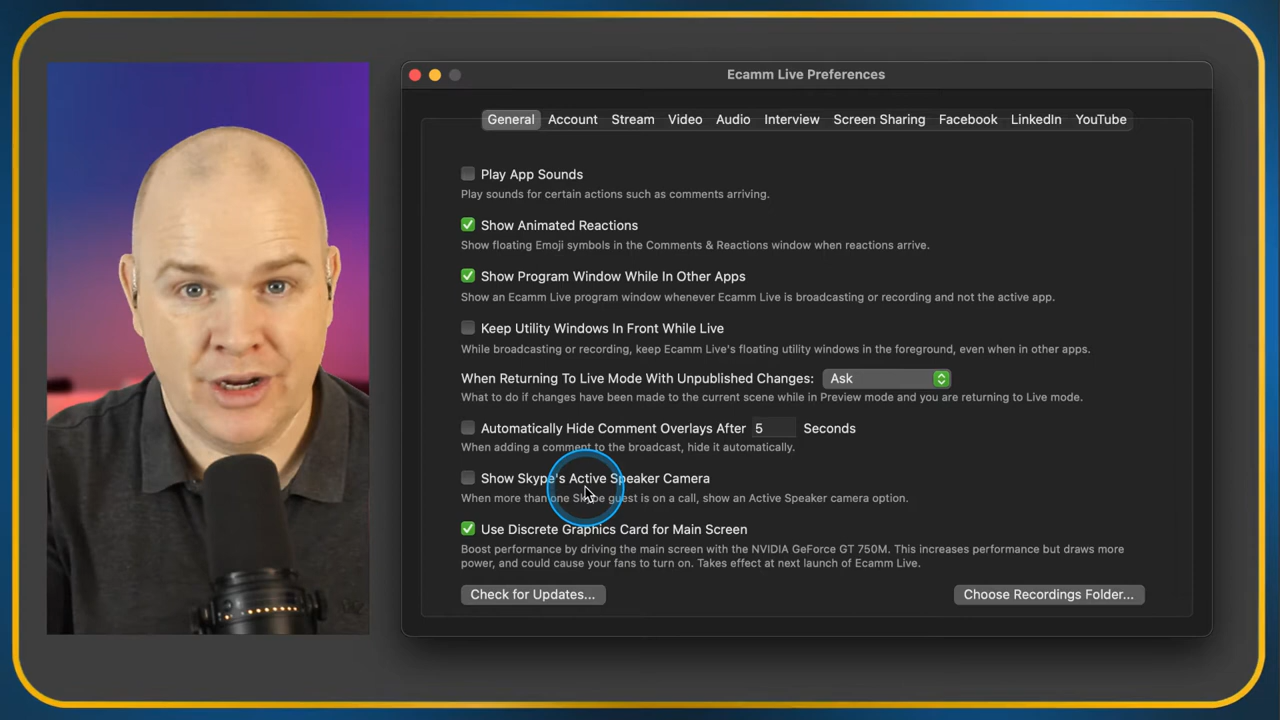 Ecamm Live Preferences
General Account Stream Video Audio Interview Screen Sharing Facebook LinkedIn YouTube
Play App Sounds
Play sounds for certain actions such as comments arriving.
Show Animated Reactions
Show floating Emoji symbols in the Comments & Reactions window when reactions arrive.
Show Program Window While In Other Apps
Show an Ecamm Live program window whenever Ecamm Live is broadcasting or recording and not the active app.
Keep Utility Windows In Front While Live
While broadcasting or recording, keep Ecamm Live's floating utility windows in the foreground, even when in other apps.
When Returning To Live Mode With Unpublished Changes: Ask
What to do if changes have been made to the current scene while in Preview mode and you are returning to Live mode.
Automatically Hide Comment Overlays After 5 Seconds
When adding a comment to the broadcast, hide it automatically.
Show Skype's Active Speaker Camera
When more than one Skype guest is on a call, show an Active Speaker camera option.
Use Discrete Graphics Card for Main Screen
Boost performance by driving the main screen with the NVIDIA GeForce GT 750M. This increases performance but draws more
power, and could cause your fans to turn on. Takes effect at next launch of Ecamm Live.
Check for Updates... Choose Recordings Folder...